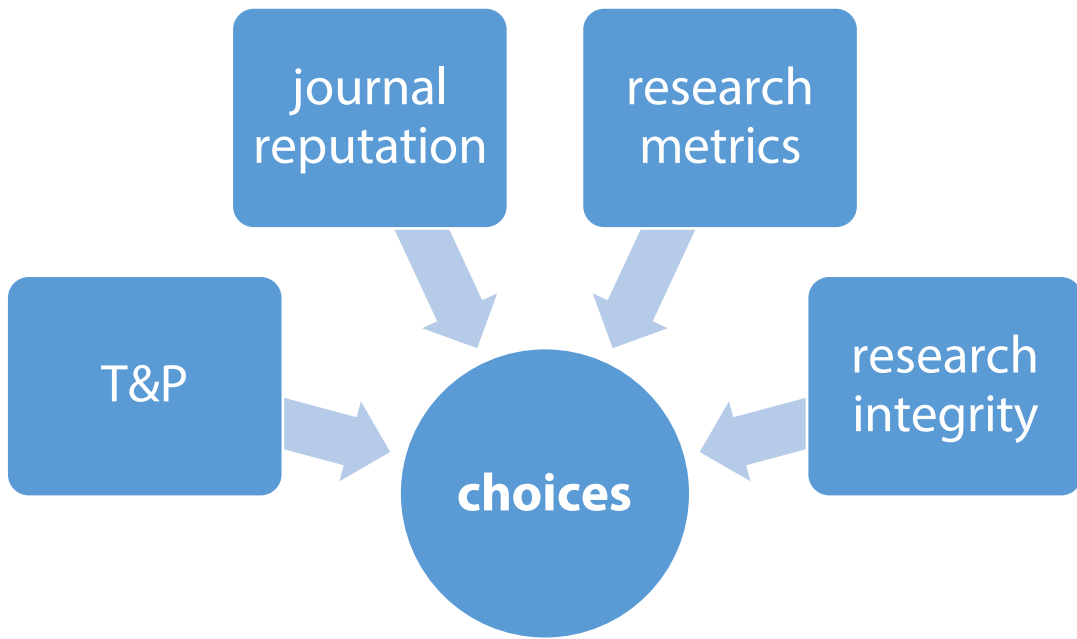 journal
reputation
research
metrics
T&P
research
integrity
choices